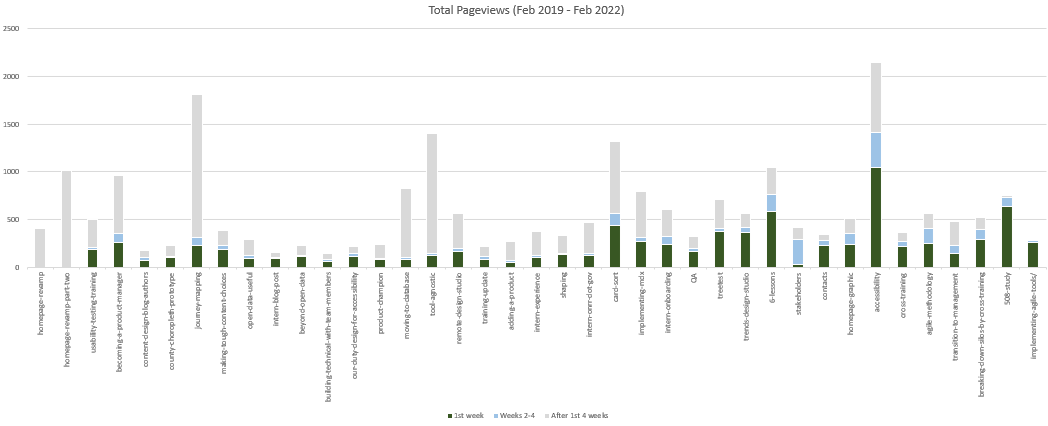 Total Pageviews (Feb 2019 - Feb 2022)
2500
2000
1500
1000
500
0
homepage-revamp
homepage-revamp-part-two
usability-testing-training
becoming-a-product-manager
content-design-blog-authors
county-choropleth-prototype
journey-mapping
making-tough-content-choices
open-data-useful
intern-blog-post
beyond-open-data
building-technical-with-team-members
our-duty-design-for-accessibility
product-champion
moving-to-database
tool-agnostic
remote-design-studio
training-update
adding-a-product
intern-experience
shaping
intern-onrr-dot-gov
card-sort
implementing-mdx
intern-onboarding
QA
treetest
trends-design-studio
6-lessons
stakeholders
contacts
homepage-graphic
accessibility
cross-training
agile-methodology
transition-to-management
breaking-down-silos-by-cross-training
508-study
implementing-agile-tools/
1st week
Weeks 2-4
After 1st 4 weeks